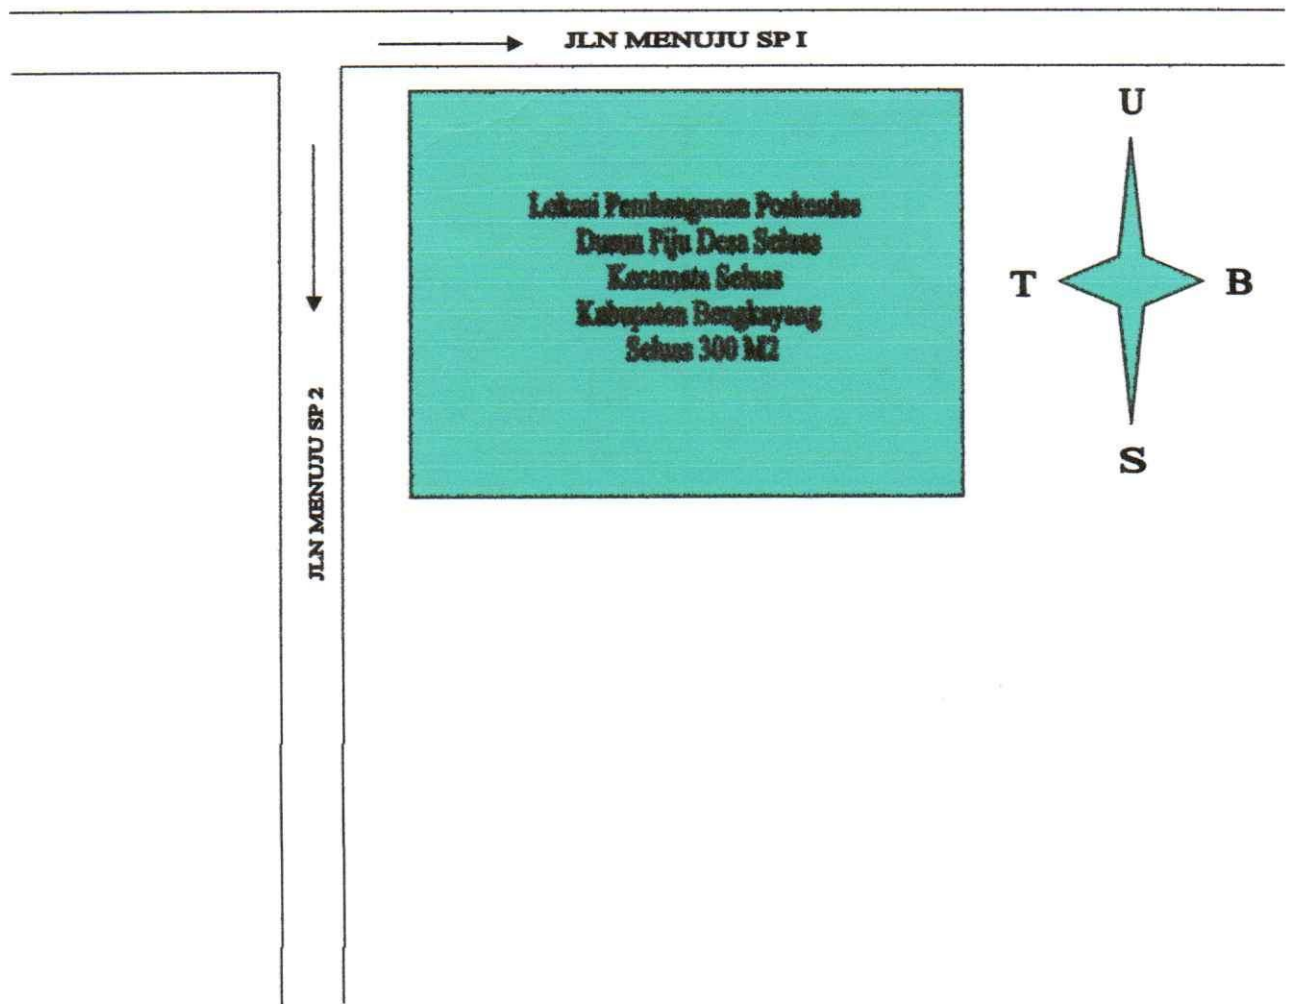 JLN MENUJU SP I
U
Lokasi Pembangunan Poskesdes
Dusun Piju Desa Seluas
Kecamata Seluas
Kabupaten Bengkayang
Seluas 300 M2
T
B
S
JLN MENUJU SP 2